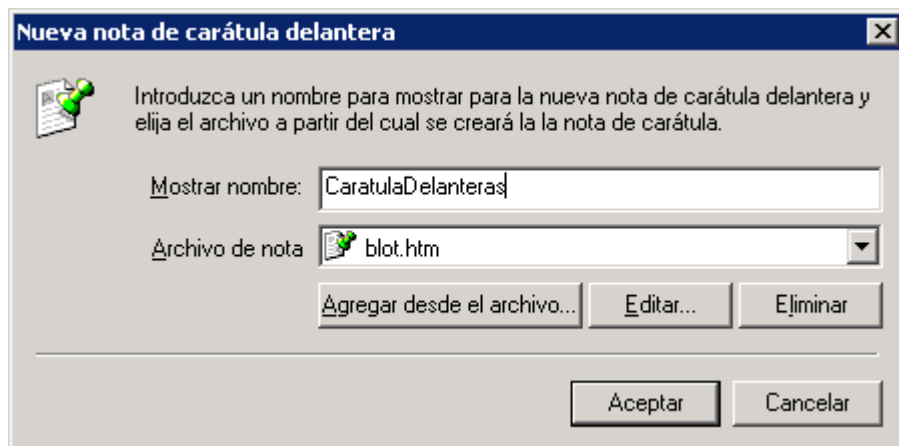 Nueva nota de carátula delantera
Introduzca un nombre para mostrar para la nueva nota de carátula delantera y
elija el archivo a partir del cual se creará la la nota de carátula.
Mostrar nombre: CaratulaDelanteras
Archivo de nota blot.htm
Agregar desde el archivo... Editar... Eliminar
Aceptar Cancelar